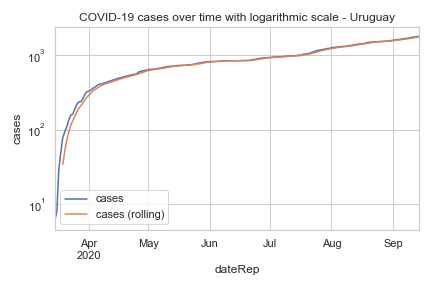 COVID-19 cases over time with logarithmic scale - Uruguay
cases
10³
10²
10¹
cases
cases (rolling)
Apr
2020
May
Jun
Jul
Aug
Sep
dateRep